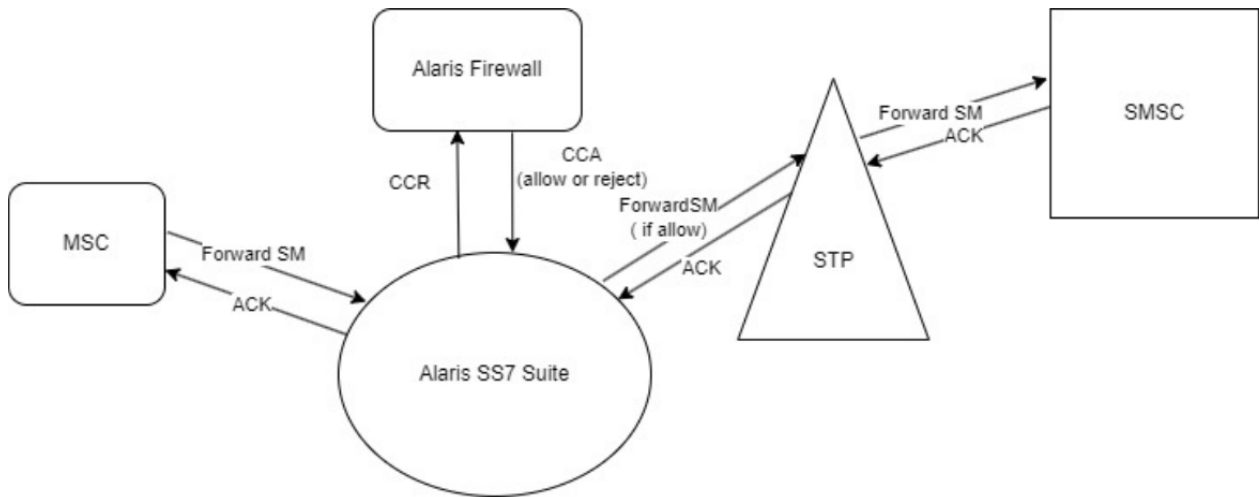 Alaris Firewall
SMSC
Forward SM
ACK
CCR
CCA
(allow or reject)
ForwardSM
( if allow)
ACK
MSC
Forward SM
ACK
STP
Alaris SS7 Suite